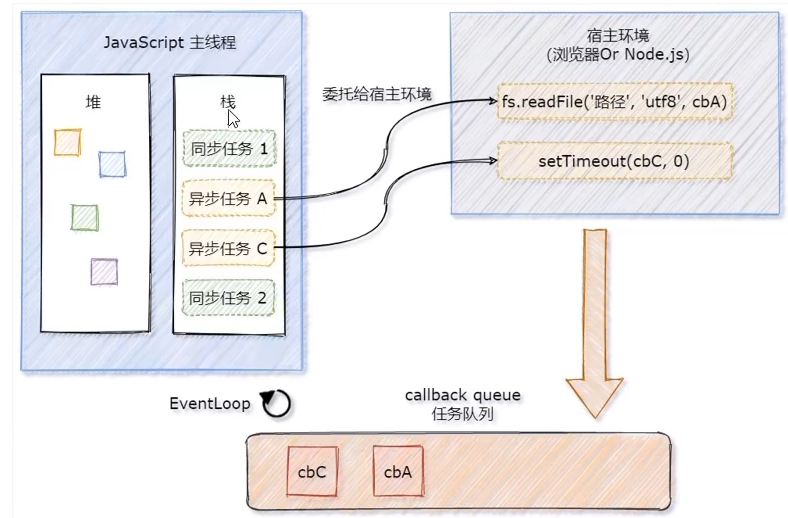 JavaScript 主线程
堆
栈
同步任务 1
异步任务 A
异步任务 C
同步任务 2
委托给宿主环境
宿主环境
(浏览器Or Node.js)
fs.readFile('路径', 'utf8', cbA)
setTimeout(cbC, 0)
EventLoop
callback queue
任务队列
cbC
cbA